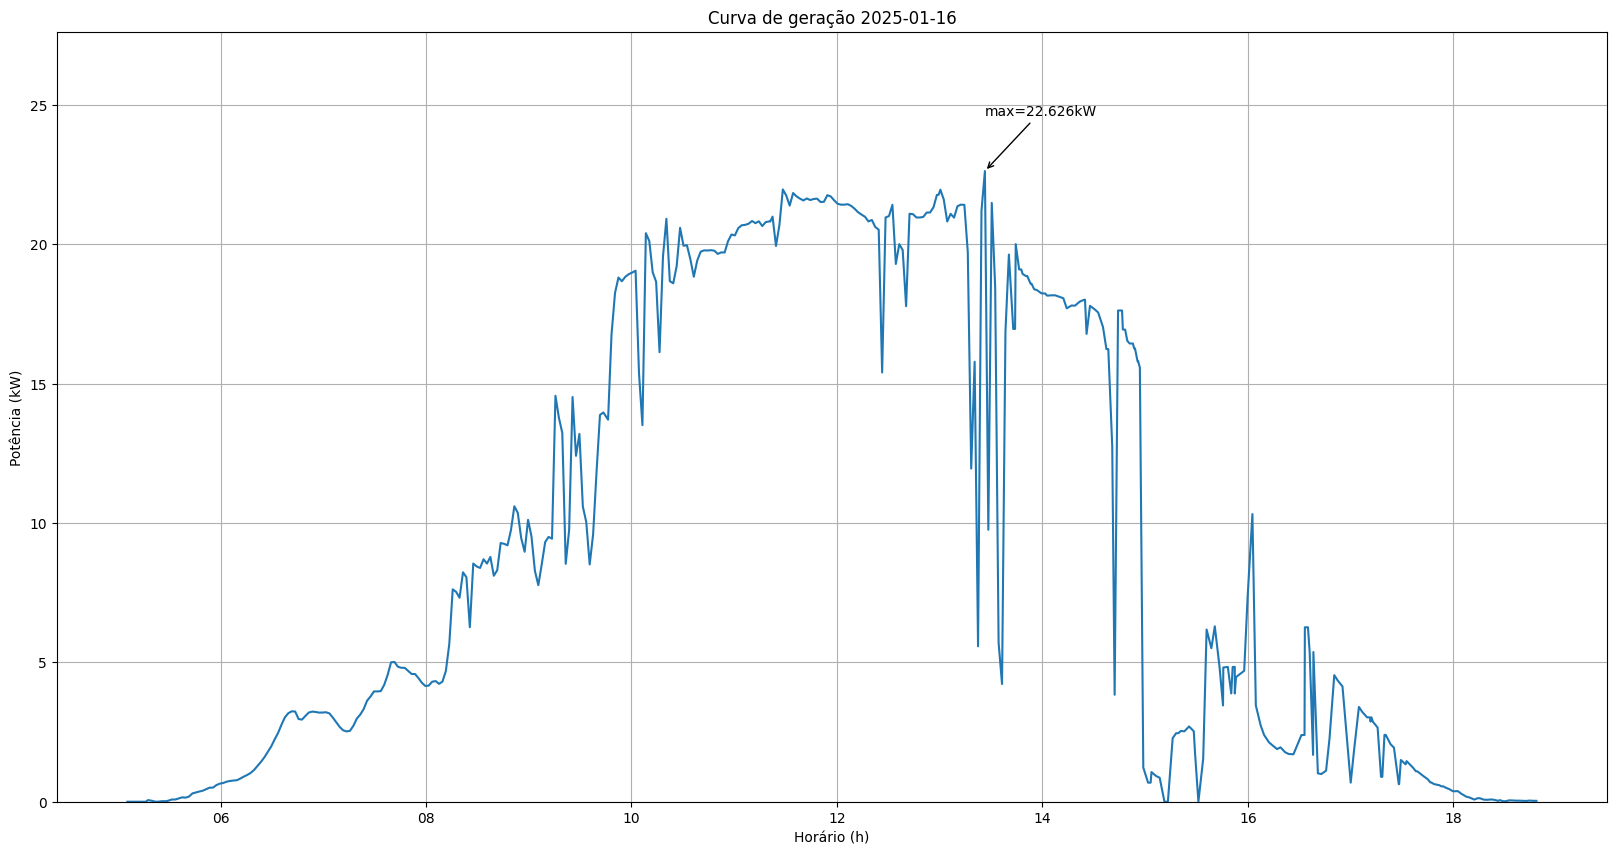 Curva de geração 2025-01-16
max=22.626kW
25
20
15
10
5
0
Potência (kW)
06 08 10 12 14 16 18
Horário (h)